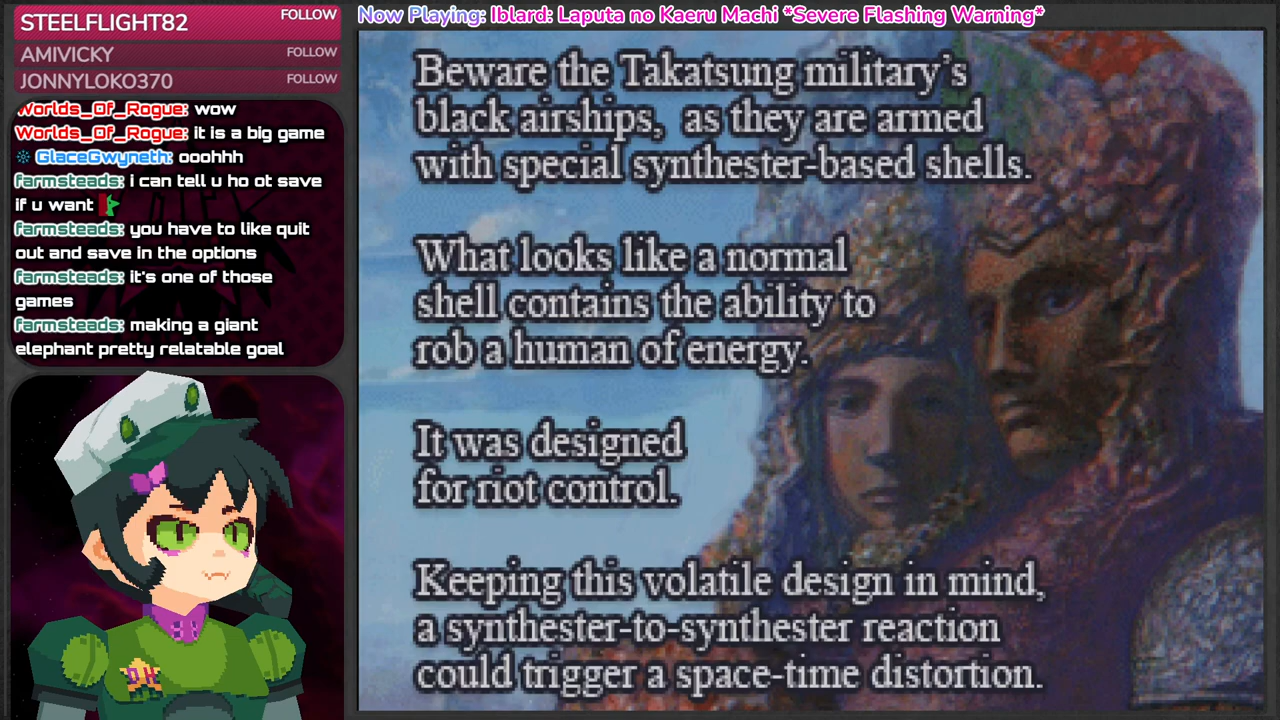 STEELFLIGHT82 FOLLOW
AMIVICKY FOLLOW
JONNYLOKO370 FOLLOW
Now Playing: Iblard: Laputa no Kaeru Machi *Severe Flashing Warning*
Worlds_Of_Rogue: wow
Worlds_Of_Rogue: it is a big game
GlaceGwyneth: ooohhh
farmsteads: i can tell u ho ot save
if u want
farmsteads: you have to like quit
out and save in the options
farmsteads: it's one of those
games
farmsteads: making a giant
elephant pretty relatable goal
Beware the Takatsung military's
black airships, as they are armed
with special synthester-based shells.
What looks like a normal
shell contains the ability to
rob a human of energy.
It was designed
for riot control.
Keeping this volatile design in mind,
a synthester-to-synthester reaction
could trigger a space-time distortion.